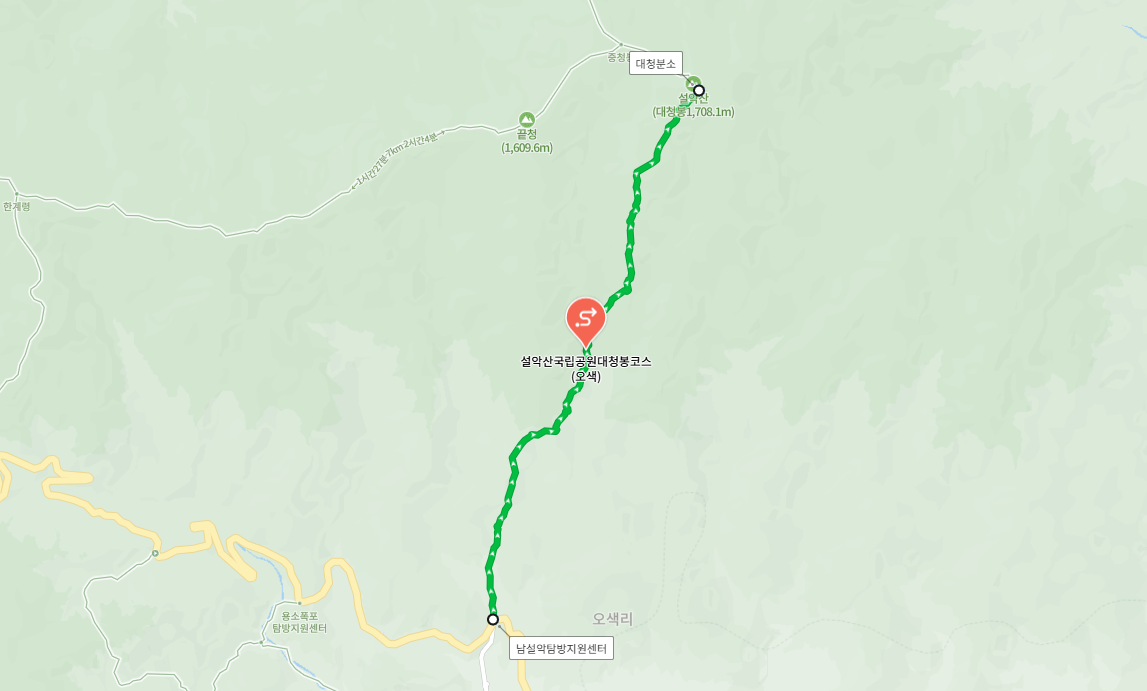 대청분소
설악산
(대청봉1,708.1m)
끝청
(1,609.6m)
1시간27분 7km 2시간4분
한계령
설악산국립공원대청봉코스
(오색)
용소폭포
탐방지원센터
오색리
남설악탐방지원센터